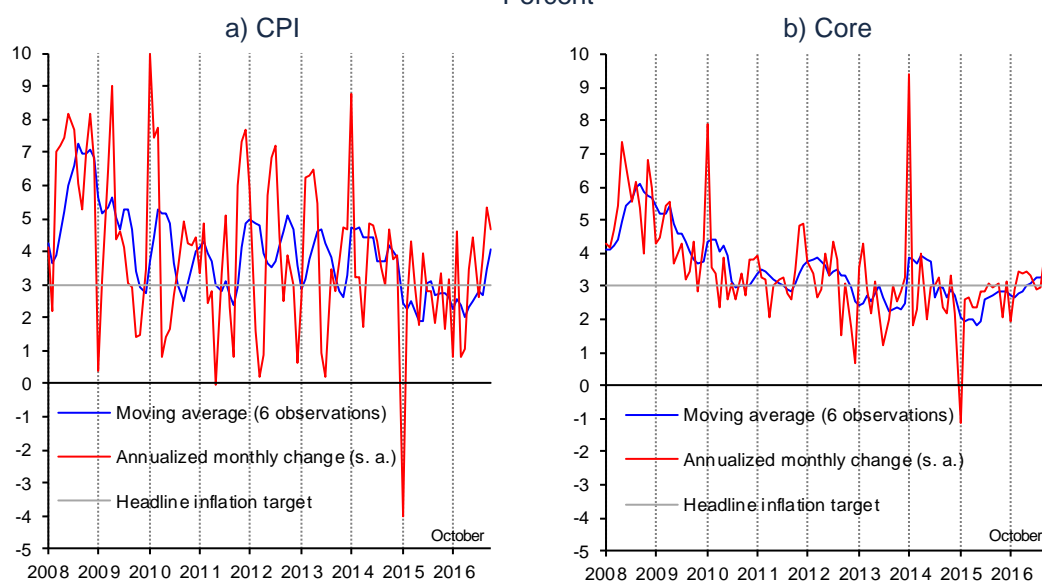 Percent
a) CPI
b) Core
10
9
8
7
6
5
4
3
2
1
0
-1
-2
-3
-4
-5
Moving average (6 observations)
Annualized monthly change (s. a.)
Headline inflation target
October
2008 2009 2010 2011 2012 2013 2014 2015 2016
10
9
8
7
6
5
4
3
2
1
0
-1
-2
-3
-4
-5
Moving average (6 observations)
Annualized monthly change (s. a.)
Headline inflation target
October
2008 2009 2010 2011 2012 2013 2014 2015 2016